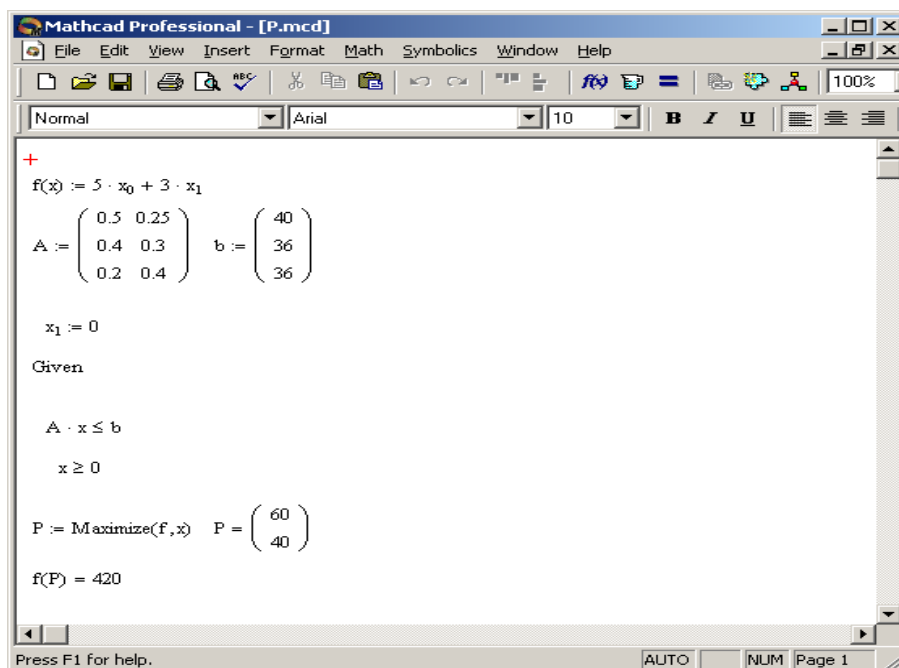 Mathcad Professional - [P.mcd]
File Edit View Insert Format Math Symbolics Window Help
ABC f(x) = 100%
Normal Arial 10 B I U
+
f(x) := 5 · x₀ + 3 · x₁
A := ( 0.5 0.25 ) b := ( 40 )
0.4 0.3 36
0.2 0.4 36
x₁ := 0
Given
A · x ≤ b
x ≥ 0
P := Maximize(f,x) P = ( 60 )
40
f(P) = 420
Press F1 for help. AUTO NUM Page 1